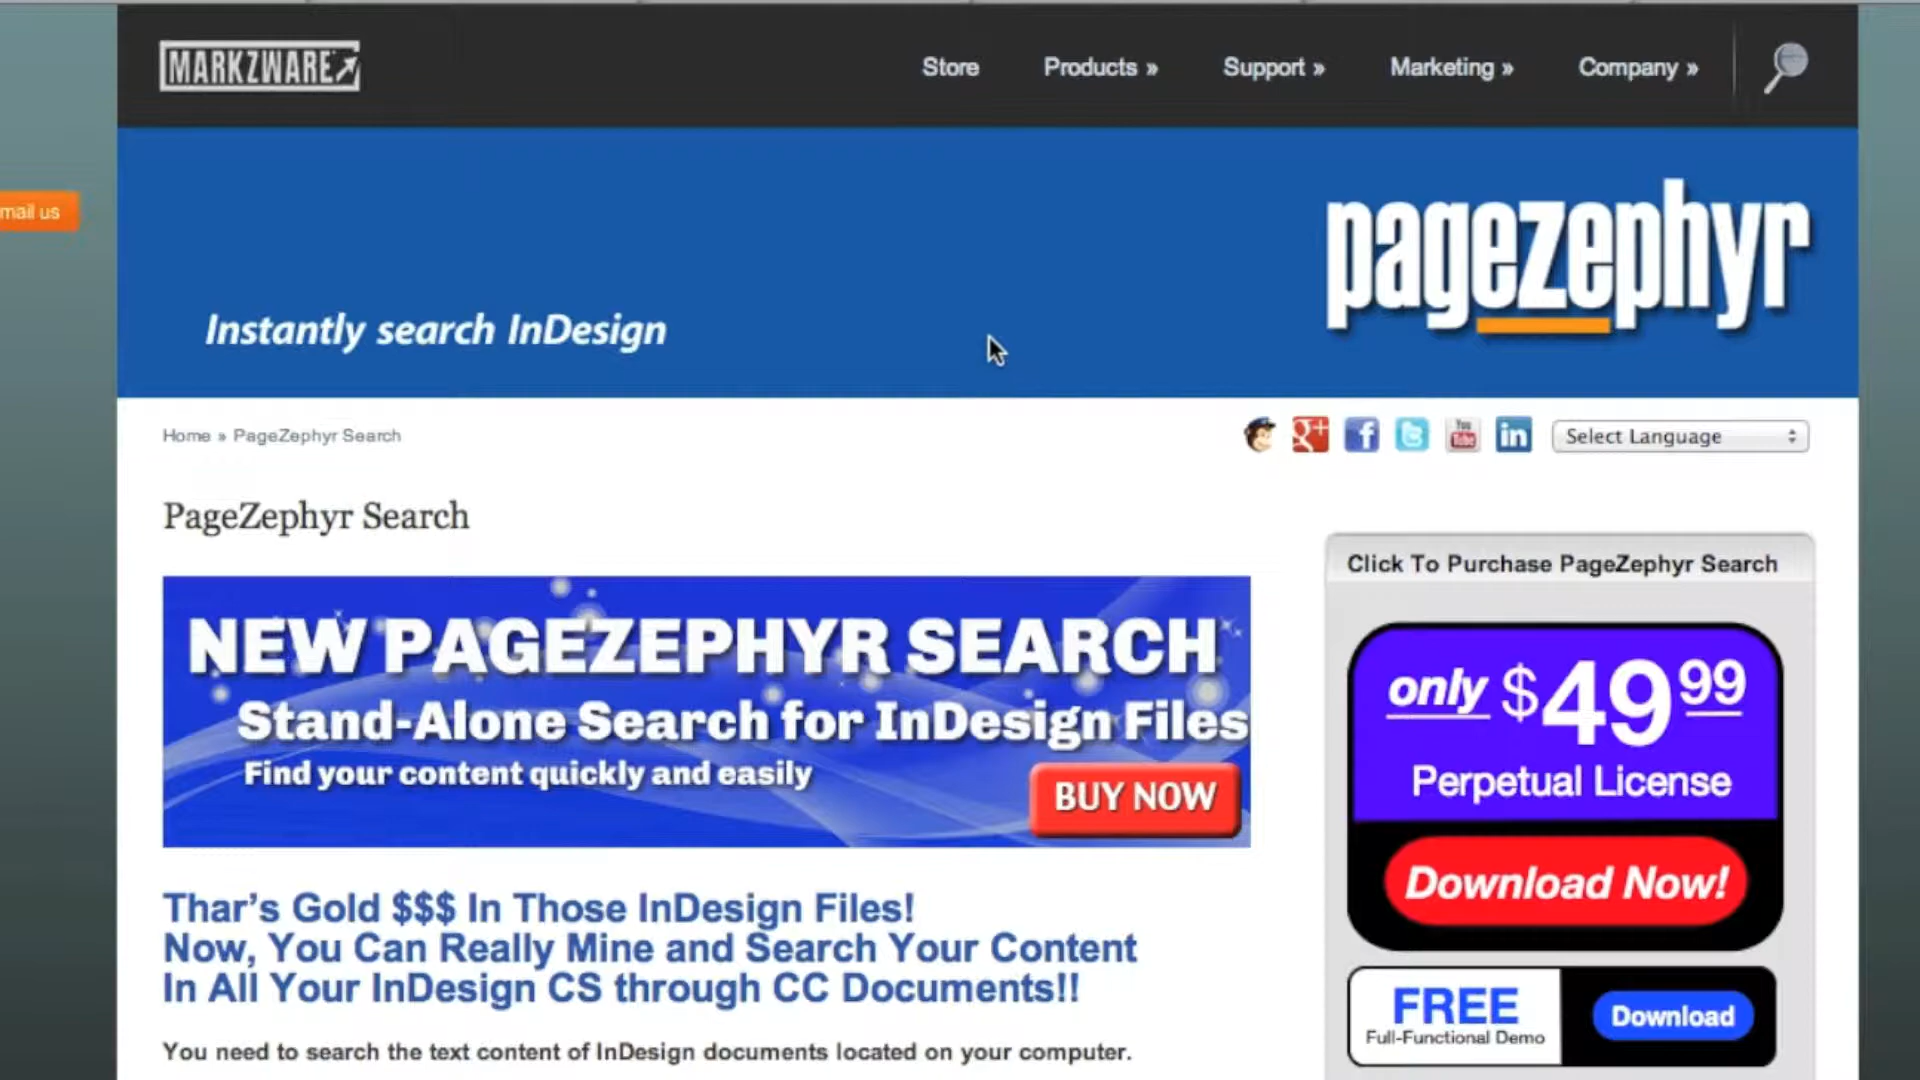 MARKZWARE
Store
Products »
Support »
Marketing »
Company »
mail us
Instantly search InDesign
pagezephyr
Home » PageZephyr Search
g+
f
You
Tube
in
Select Language
PageZephyr Search
NEW PAGEZEPHYR SEARCH
Stand-Alone Search for InDesign Files
Find your content quickly and easily
BUY NOW
Click To Purchase PageZephyr Search
only $49 99
Perpetual License
Download Now!
FREE
Full-Functional Demo
Download
Thar’s Gold $$$ In Those InDesign Files!
Now, You Can Really Mine and Search Your Content
In All Your InDesign CS through CC Documents!!
You need to search the text content of InDesign documents located on your computer.